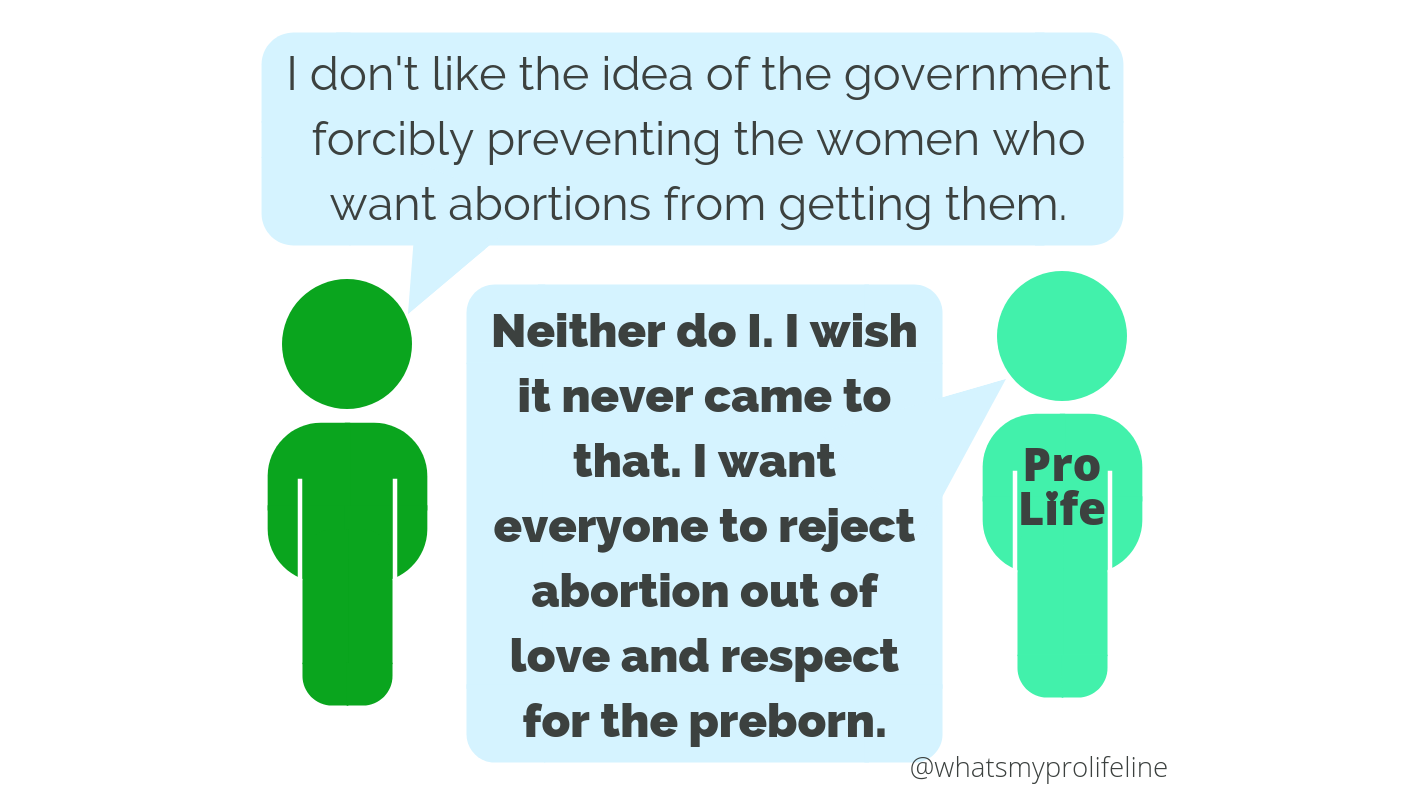 I don't like the idea of the government
forcibly preventing the women who
want abortions from getting them.
Neither do I. I wish
it never came to
that. I want
everyone to reject
abortion out of
love and respect
for the preborn.
Pro
Life
@whatsmyprolifeline